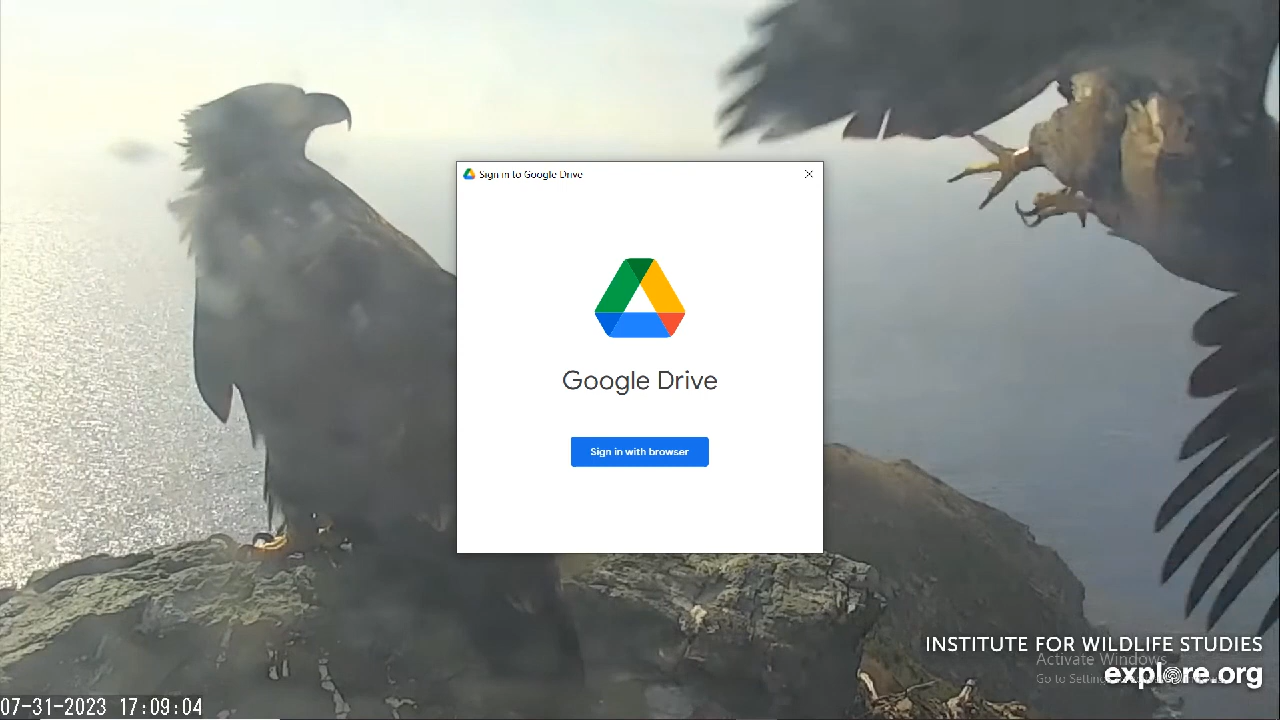 Sign in to Google Drive
Google Drive
Sign in with browser
INSTITUTE FOR WILDLIFE STUDIES
Activate Windows
Go to Setting
explore.org
07-31-2023 17:09:04